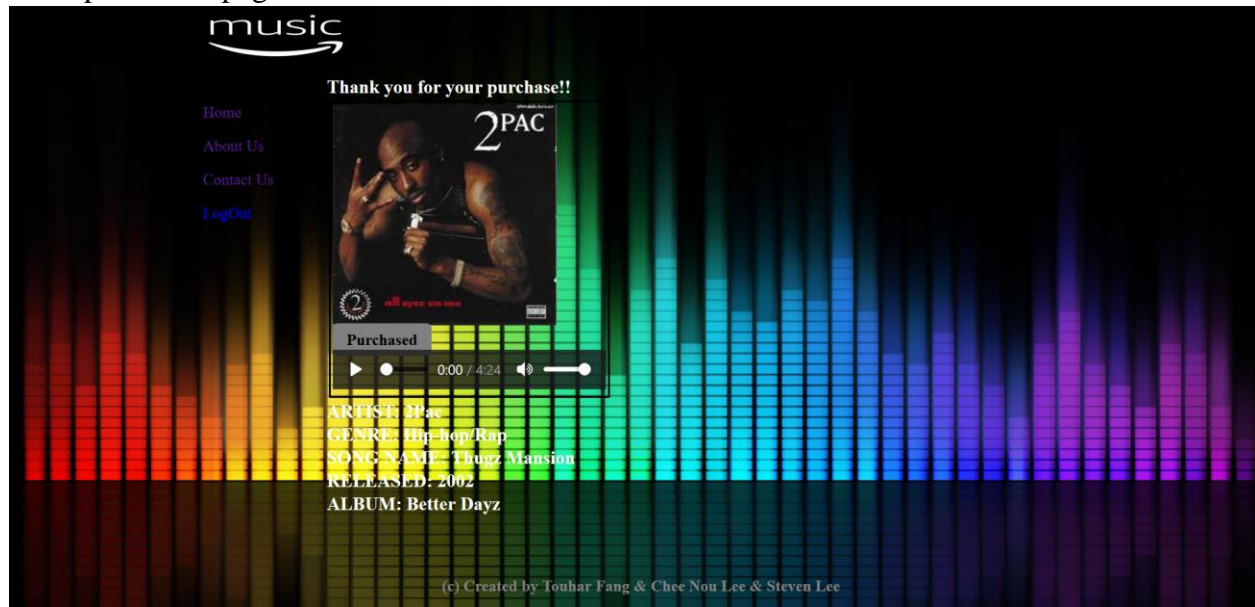 music
Thank you for your purchase!!
Home
About Us
Contact Us
LogOut
2PAC
2
all eyez on me
Purchased
0:00 / 4:24
ARTIST: 2Pac
GENRE: Hip-hop/Rap
SONG NAME: Thugz Mansion
RELEASED: 2002
ALBUM: Better Dayz
(c) Created by Touhar Fang & Chee Nou Lee & Steven Lee